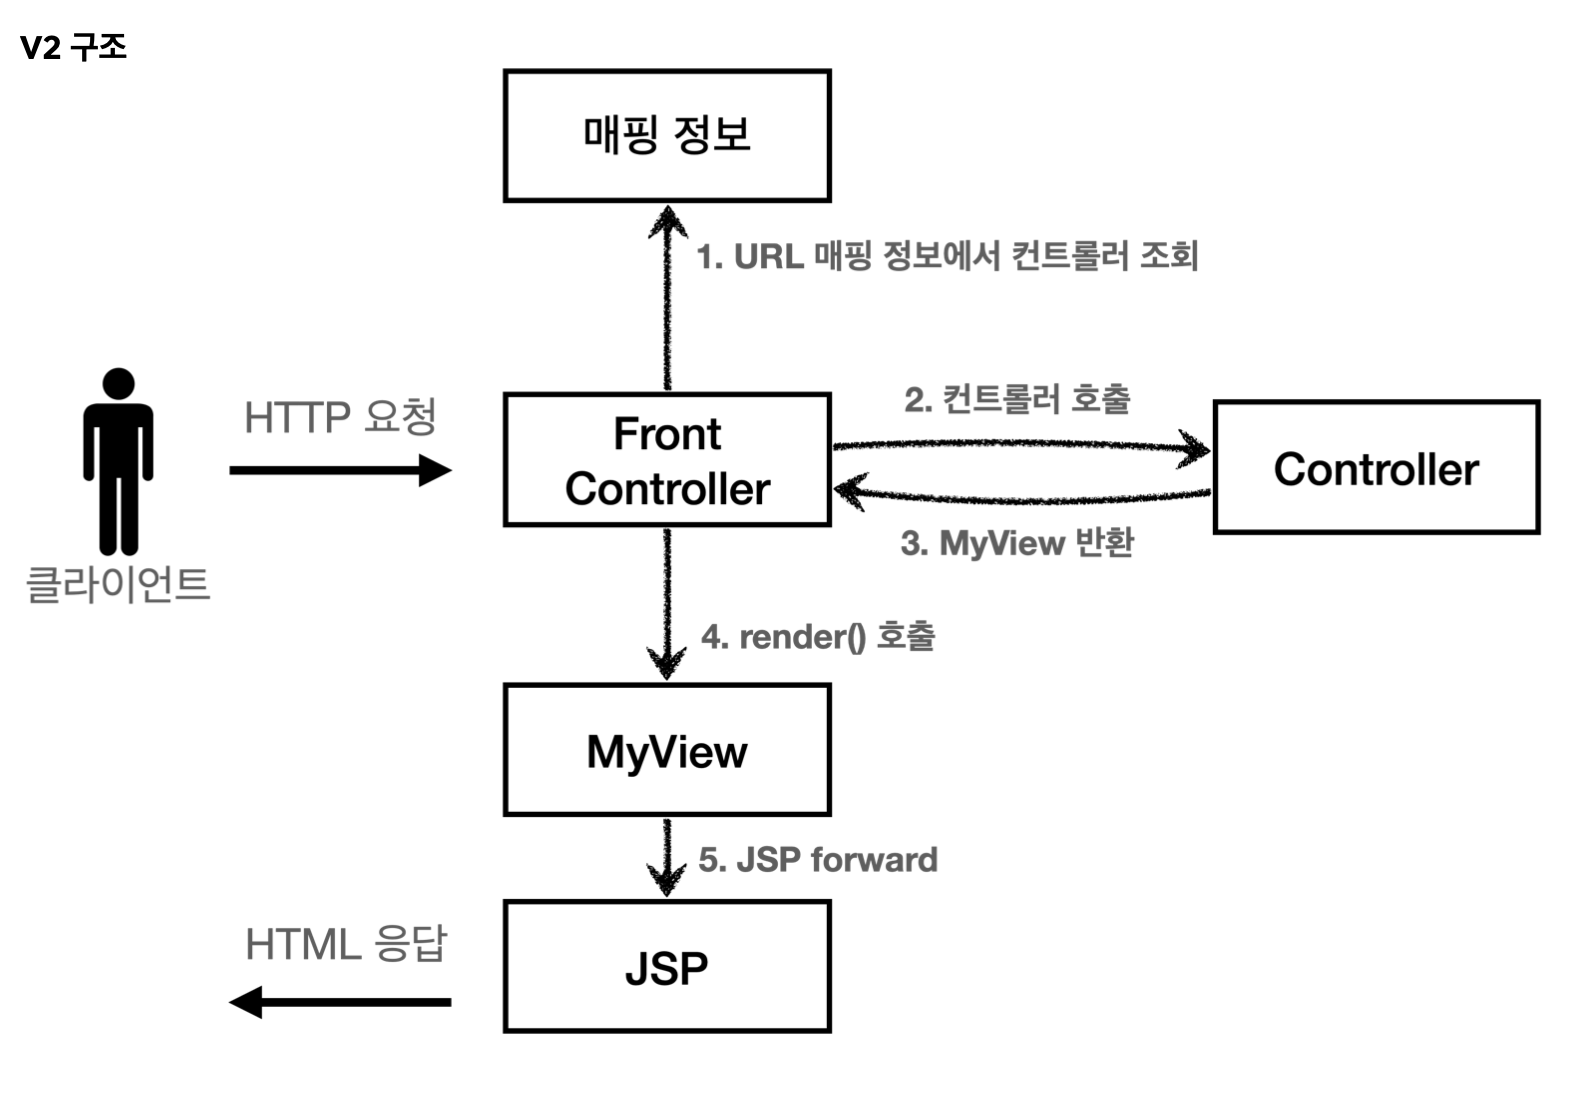 V2 구조
매핑 정보
1. URL 매핑 정보에서 컨트롤러 조회
HTTP 요청
클라이언트
Front
Controller
2. 컨트롤러 호출
3. MyView 반환
Controller
4. render() 호출
MyView
5. JSP forward
HTML 응답
JSP